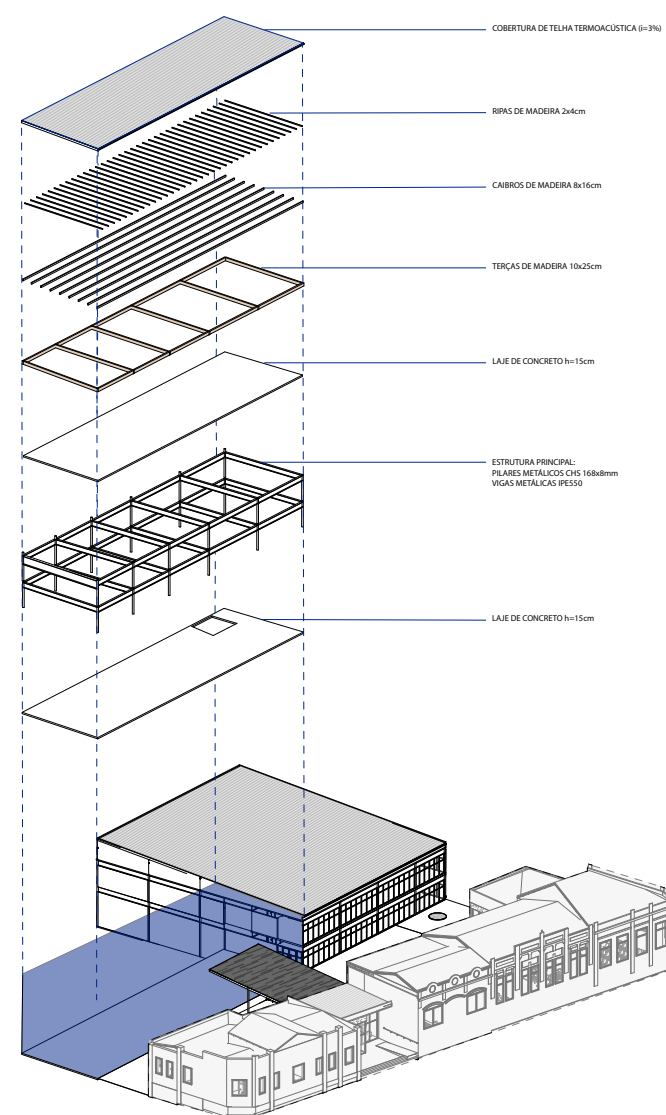 COBERTURA DE TELHA TERMOACÚSTICA (i=3%)
RIPAS DE MADEIRA 2x4cm
CAIBROS DE MADEIRA 8x16cm
TERÇAS DE MADEIRA 10x25cm
LAJE DE CONCRETO h=15cm
ESTRUTURA PRINCIPAL:
PILARES METÁLICOS CHS 168x8mm
VIGAS METÁLICAS IPE550
LAJE DE CONCRETO h=15cm